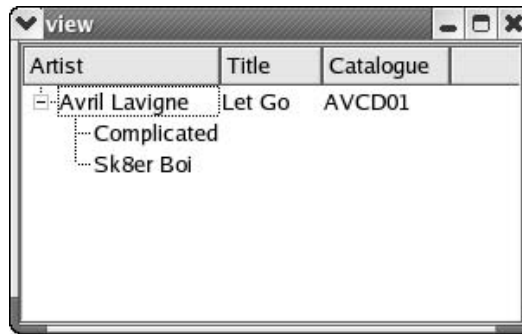 view
Artist Title Catalogue
Avril Lavigne Let Go AVCD01
Complicated
Sk8er Boi